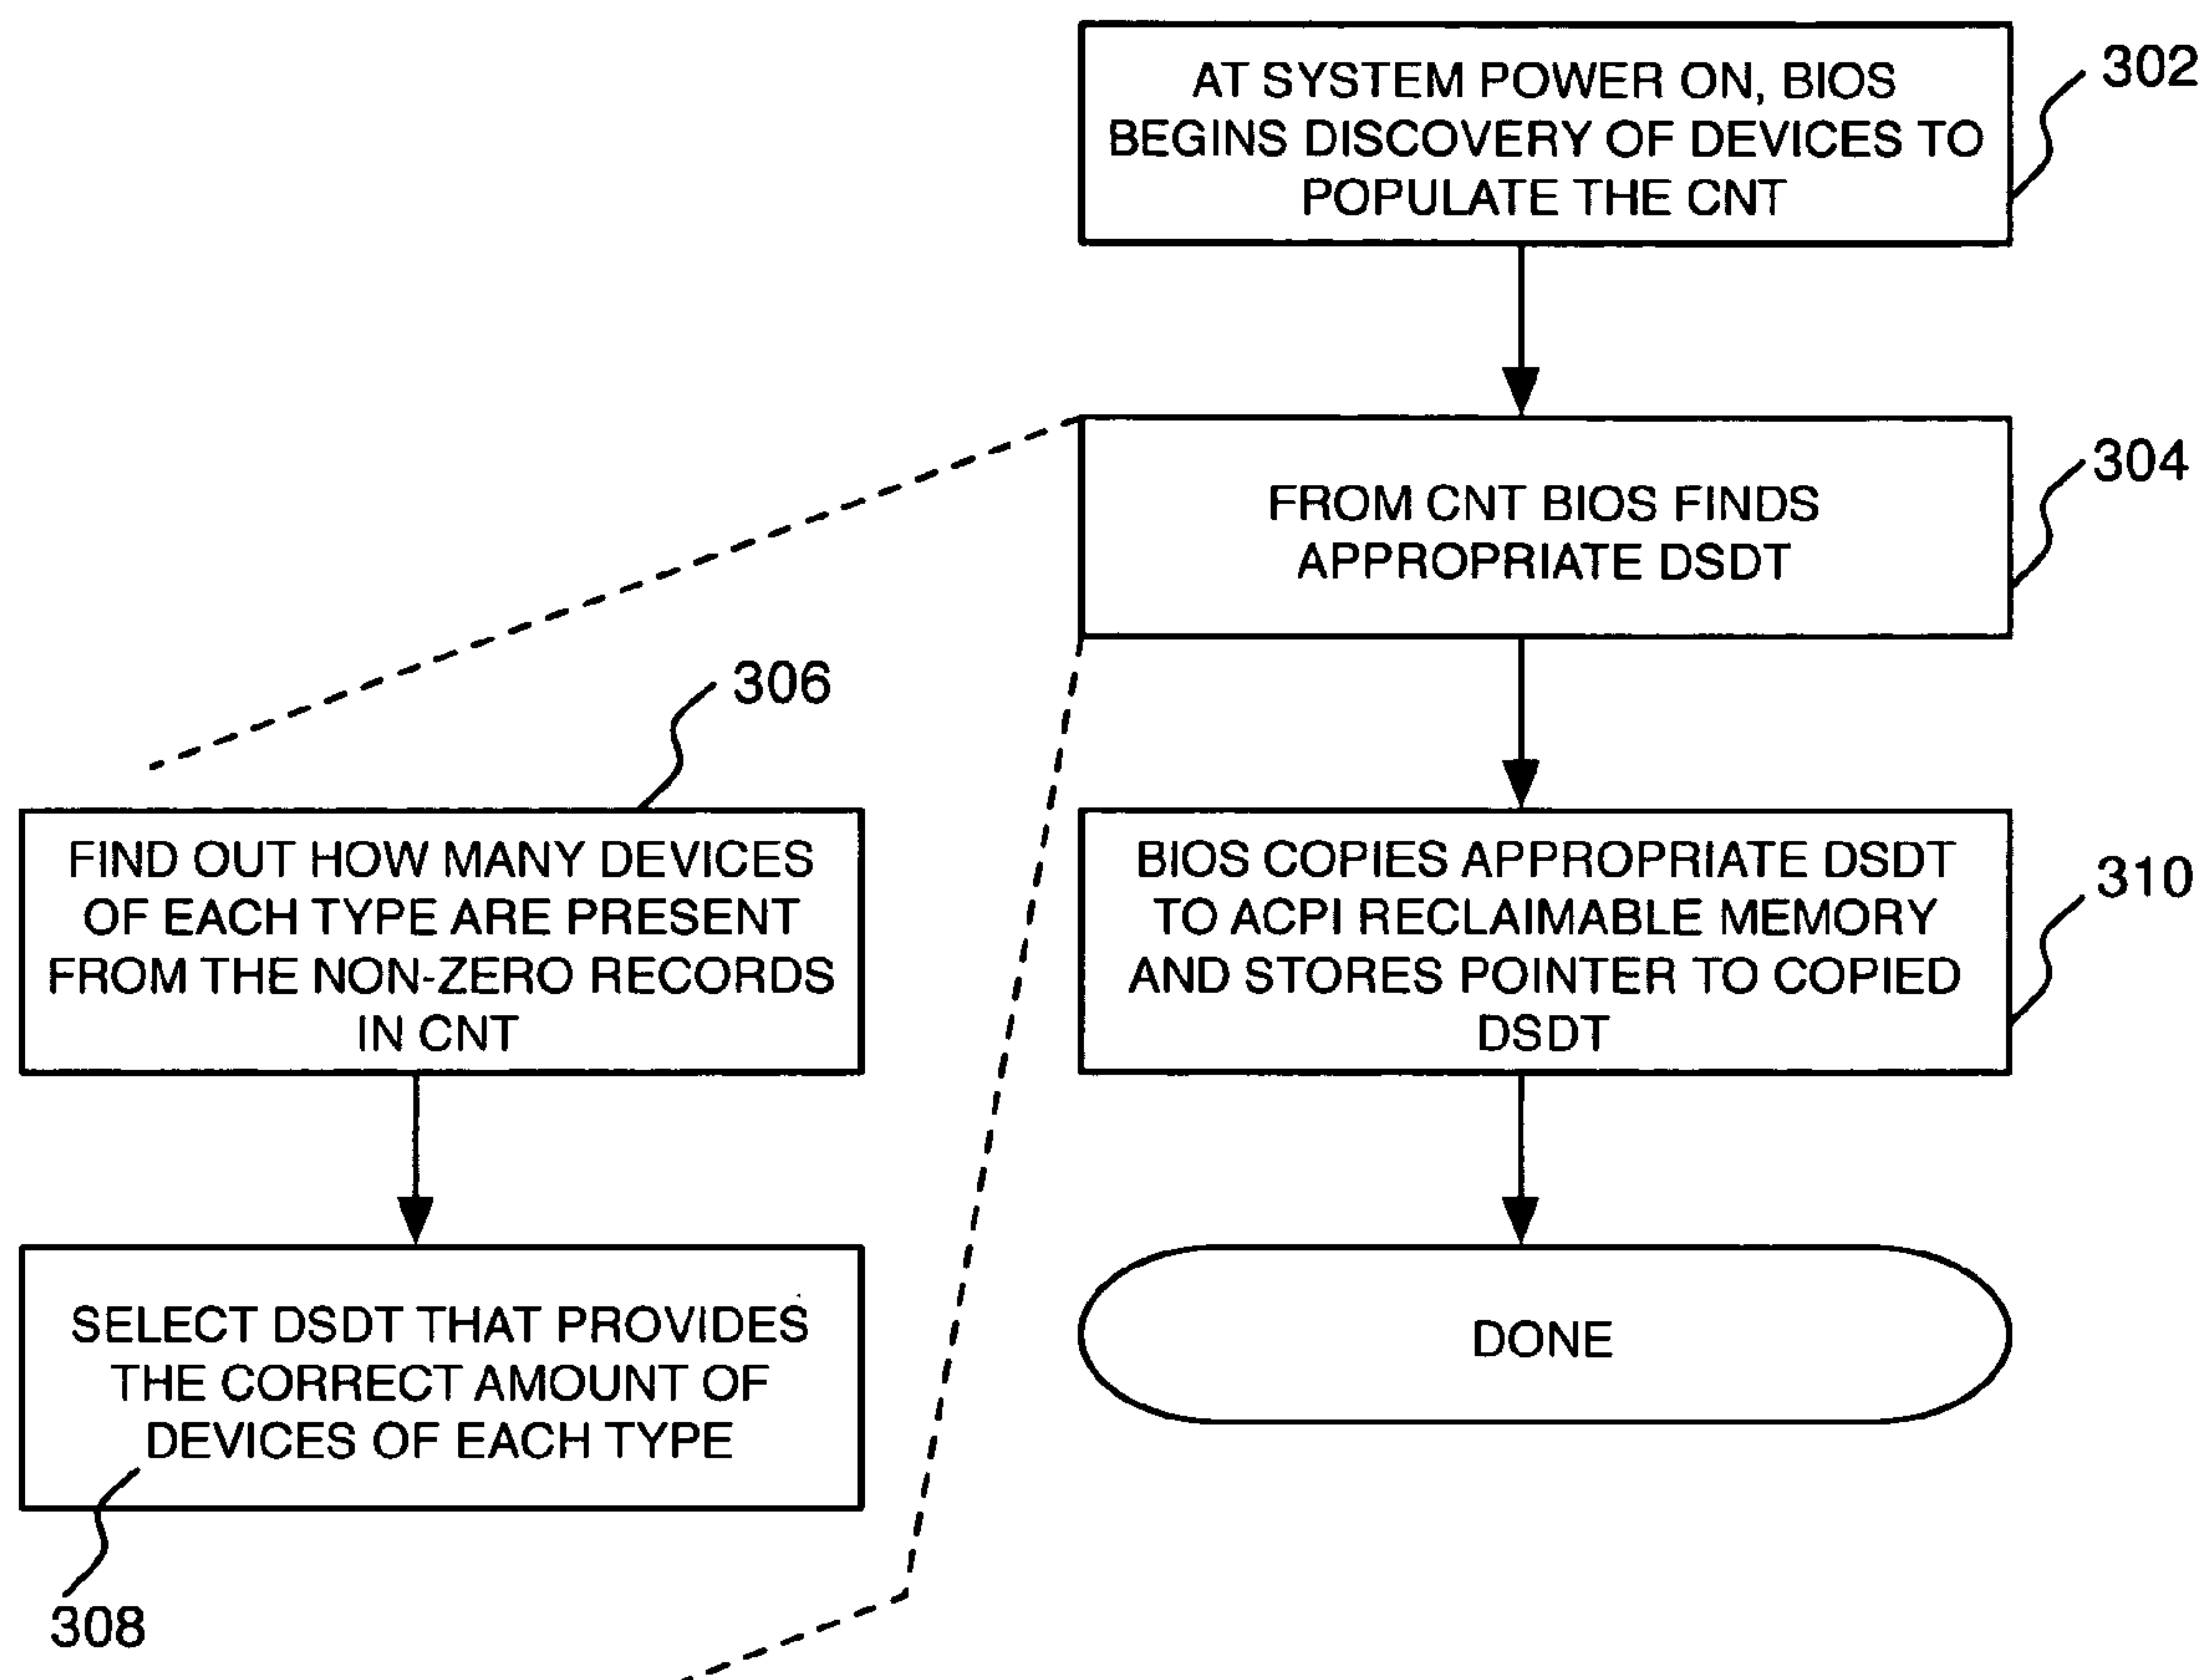 AT SYSTEM POWER ON, BIOS
BEGINS DISCOVERY OF DEVICES TO
POPULATE THE CNT
302
FROM CNT BIOS FINDS
APPROPRIATE DSDT
304
306
FIND OUT HOW MANY DEVICES
OF EACH TYPE ARE PRESENT
FROM THE NON-ZERO RECORDS
IN CNT
BIOS COPIES APPROPRIATE DSDT
TO ACPI RECLAIMABLE MEMORY
AND STORES POINTER TO COPIED
DSDT
310
SELECT DSDT THAT PROVIDES
THE CORRECT AMOUNT OF
DEVICES OF EACH TYPE
308
DONE